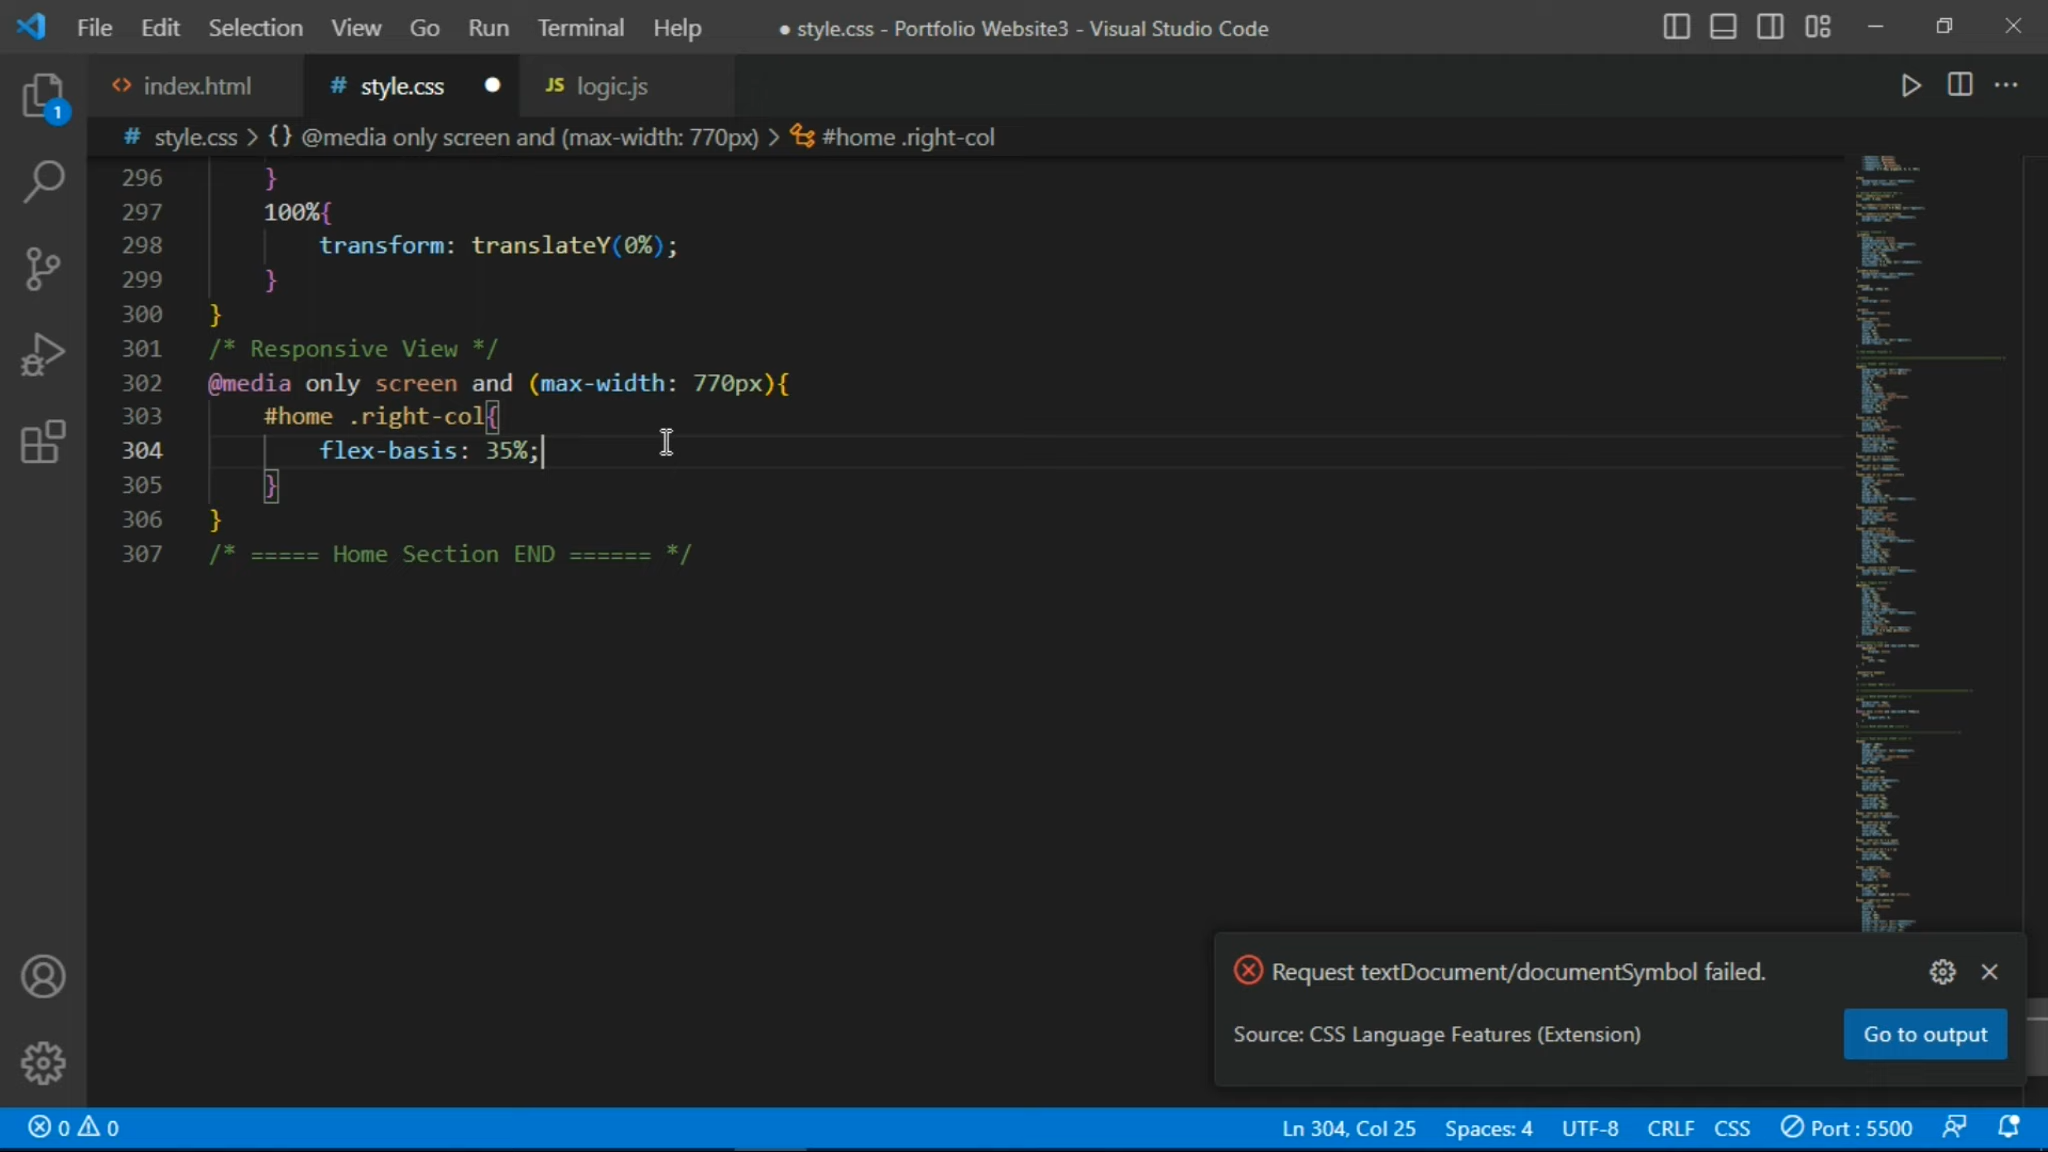 File Edit Selection View Go Run Terminal Help ● style.css - Portfolio Website3 - Visual Studio Code
<> index.html # style.css ● JS logic.js
# style.css > {} @media only screen and (max-width: 770px) > #home .right-col
1
296 }
297 100%{
298 transform: translateY(0%);
299 }
300 }
301 /* Responsive View */
302 @media only screen and (max-width: 770px){
303 #home .right-col{
304 flex-basis: 35%;
305 }
306 }
307 /* ===== Home Section END ====== */
Request textDocument/documentSymbol failed.
Source: CSS Language Features (Extension) Go to output
0 0 Ln 304, Col 25 Spaces: 4 UTF-8 CRLF CSS Port : 5500